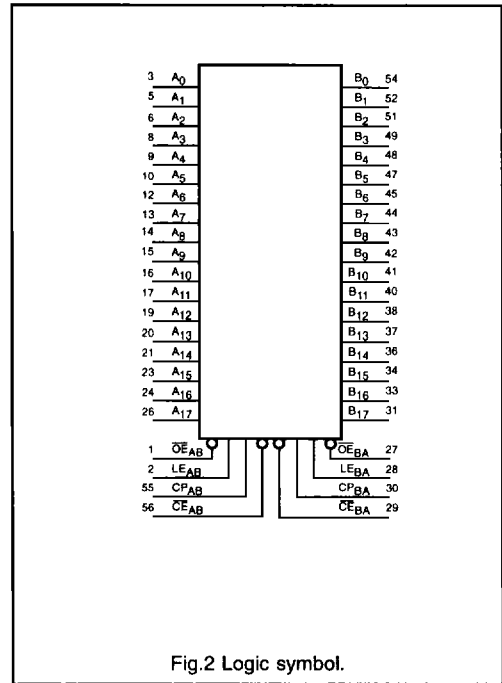 3 A0 B0 54
5 A1 B1 52
6 A2 B2 51
8 A3 B3 49
9 A4 B4 48
10 A5 B5 47
12 A6 B6 45
13 A7 B7 44
14 A8 B8 43
15 A9 B9 42
16 A10 B10 41
17 A11 B11 40
19 A12 B12 38
20 A13 B13 37
21 A14 B14 36
23 A15 B15 34
24 A16 B16 33
26 A17 B17 31
1 O̅E̅AB O̅E̅BA 27
2 LEAB LEBA 28
55 CPAB CPBA 30
56 C̅E̅AB C̅E̅BA 29
Fig.2 Logic symbol.